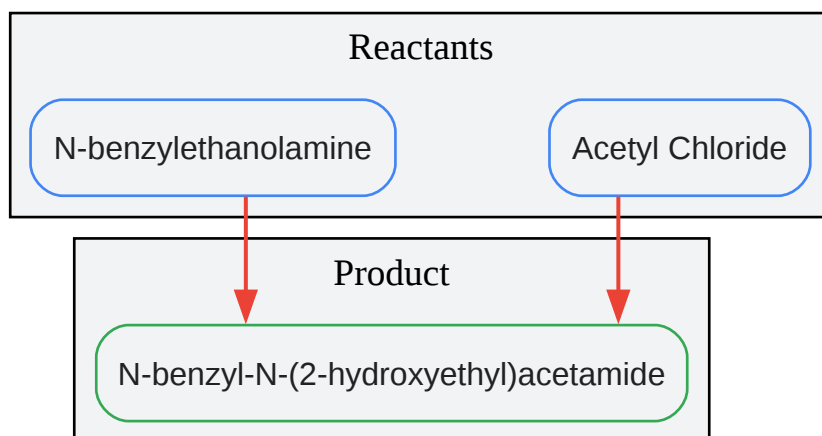 Reactants
N-benzylethanolamine
Acetyl Chloride
Product
N-benzyl-N-(2-hydroxyethyl)acetamide